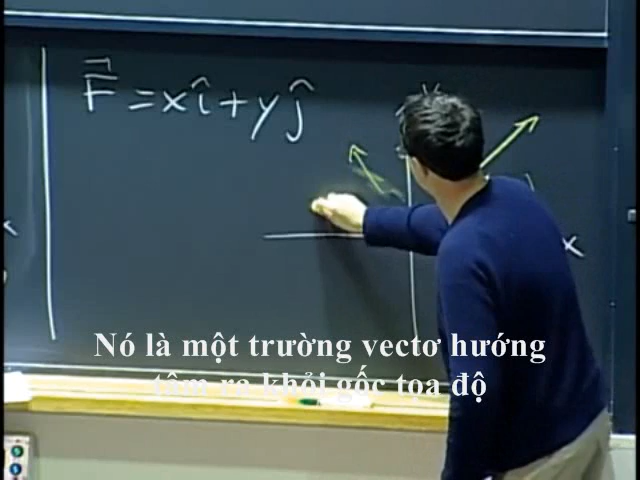 F⃗ = xî + yĵ
x
Nó là một trường vectơ hướng
tâm ra khỏi gốc tọa độ